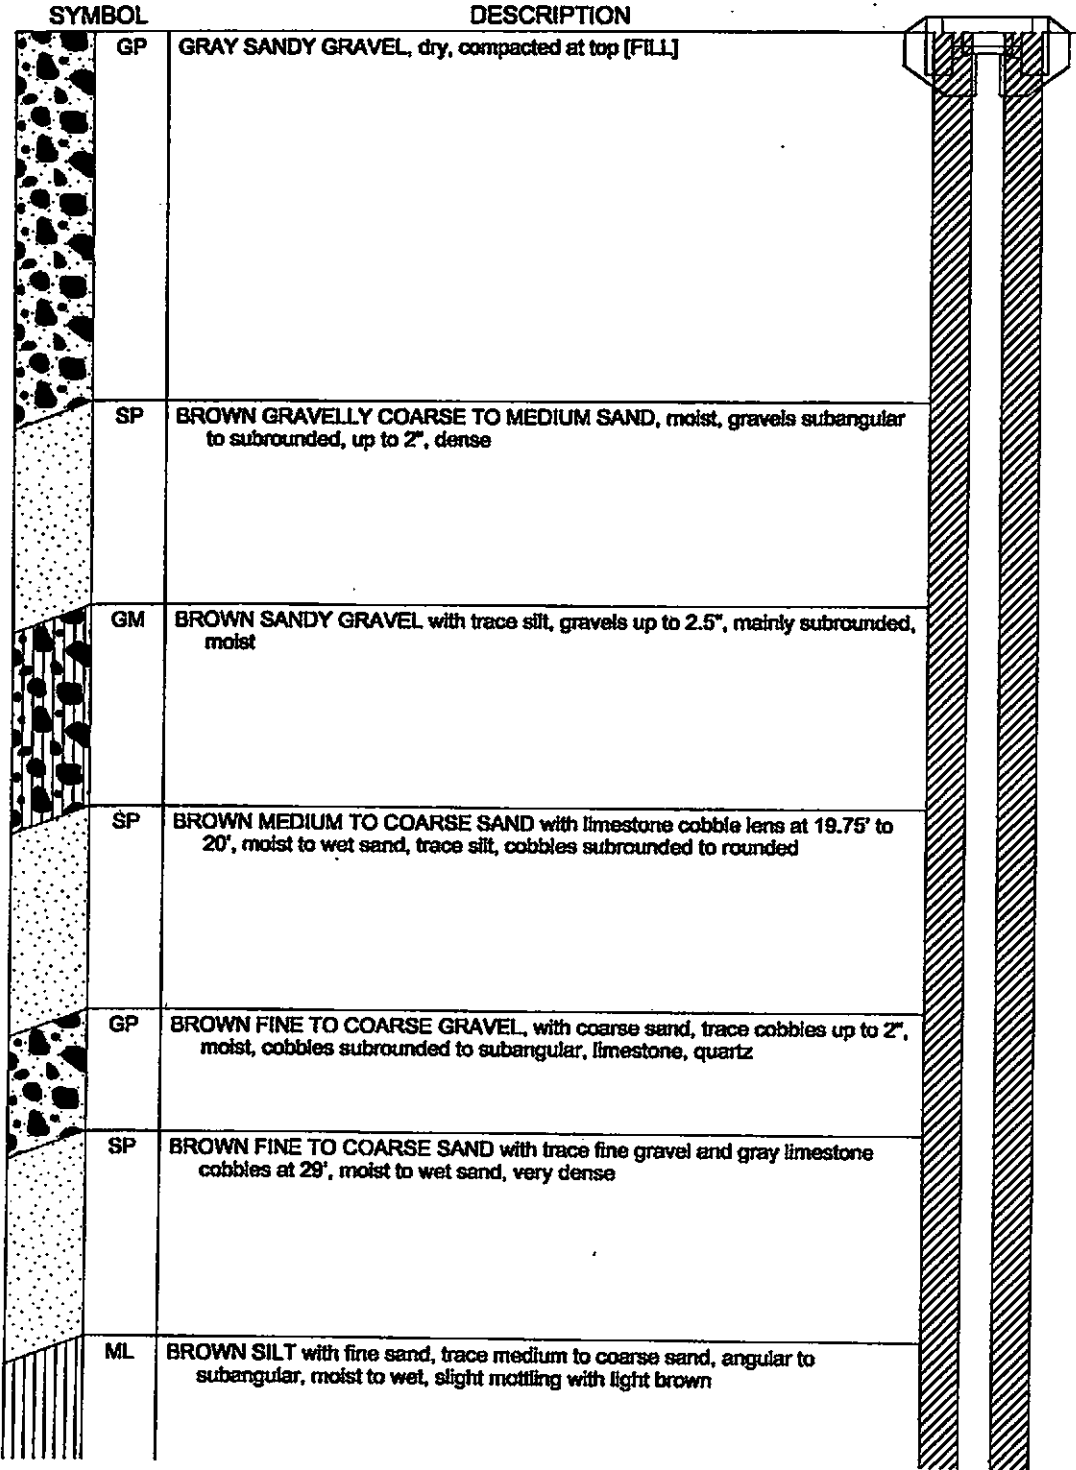 SYMBOL DESCRIPTION
GP GRAY SANDY GRAVEL, dry, compacted at top [FILL]
SP BROWN GRAVELLY COARSE TO MEDIUM SAND, moist, gravels subangular
to subrounded, up to 2", dense
GM BROWN SANDY GRAVEL with trace silt, gravels up to 2.5", mainly subrounded,
moist
SP BROWN MEDIUM TO COARSE SAND with limestone cobble lens at 19.75' to
20', moist to wet sand, trace silt, cobbles subrounded to rounded
GP BROWN FINE TO COARSE GRAVEL, with coarse sand, trace cobbles up to 2",
moist, cobbles subrounded to subangular, limestone, quartz
SP BROWN FINE TO COARSE SAND with trace fine gravel and gray limestone
cobbles at 29', moist to wet sand, very dense
ML BROWN SILT with fine sand, trace medium to coarse sand, angular to
subangular, moist to wet, slight mottling with light brown